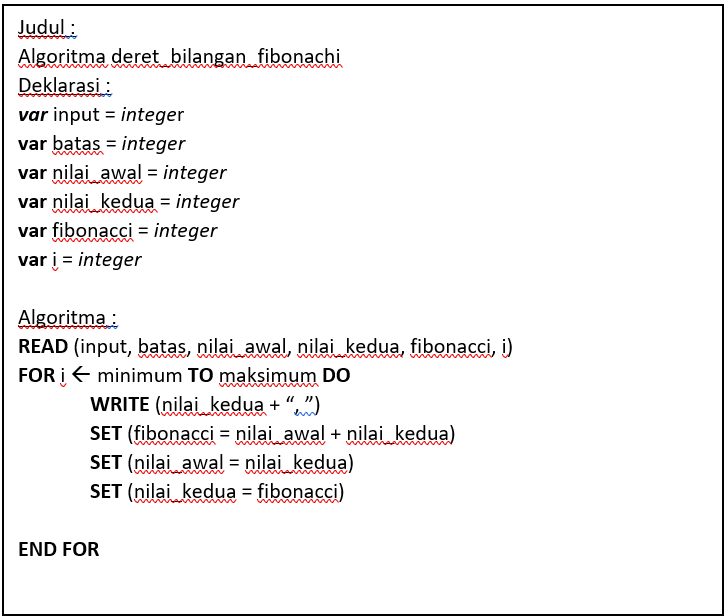 Judul :
Algoritma deret_bilangan_fibonachi
Deklarasi :
var input = integer
var batas = integer
var nilai_awal = integer
var nilai_kedua = integer
var fibonacci = integer
var i = integer
Algoritma :
READ (input, batas, nilai_awal, nilai_kedua, fibonacci, i)
FOR i ← minimum TO maksimum DO
WRITE (nilai_kedua + “, ”)
SET (fibonacci = nilai_awal + nilai_kedua)
SET (nilai_awal = nilai_kedua)
SET (nilai_kedua = fibonacci)
END FOR